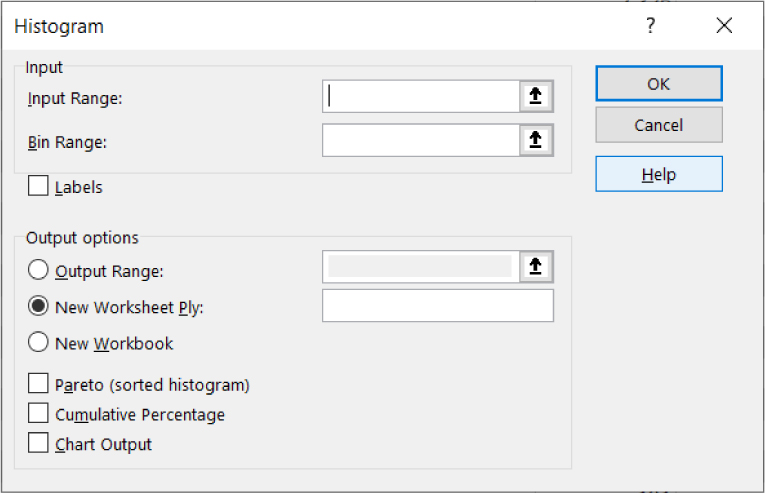 Histogram
?
Input
Input Range:
Bin Range:
Labels
OK
Cancel
Help
Output options
Output Range:
New Worksheet Ply:
New Workbook
Pareto (sorted histogram)
Cumulative Percentage
Chart Output